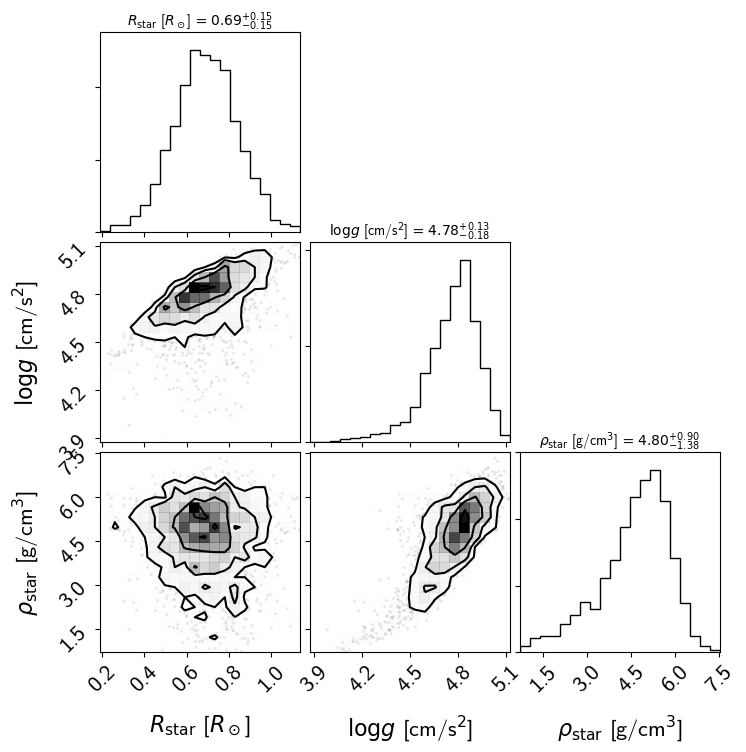 R_star [R_⊙] = 0.69^{+0.15}_{-0.15}
log g [cm/s²] = 4.78^{+0.13}_{-0.18}
5.1
4.8
4.5
4.2
3.9
log g [cm/s²]
ρ_star [g/cm³] = 4.80^{+0.90}_{-1.38}
7.5
6.0
4.5
3.0
1.5
ρ_star [g/cm³]
0.2 0.4 0.6 0.8 1.0
3.9 4.2 4.5 4.8 5.1
1.5 3.0 4.5 6.0 7.5
R_star [R_⊙]
log g [cm/s²]
ρ_star [g/cm³]